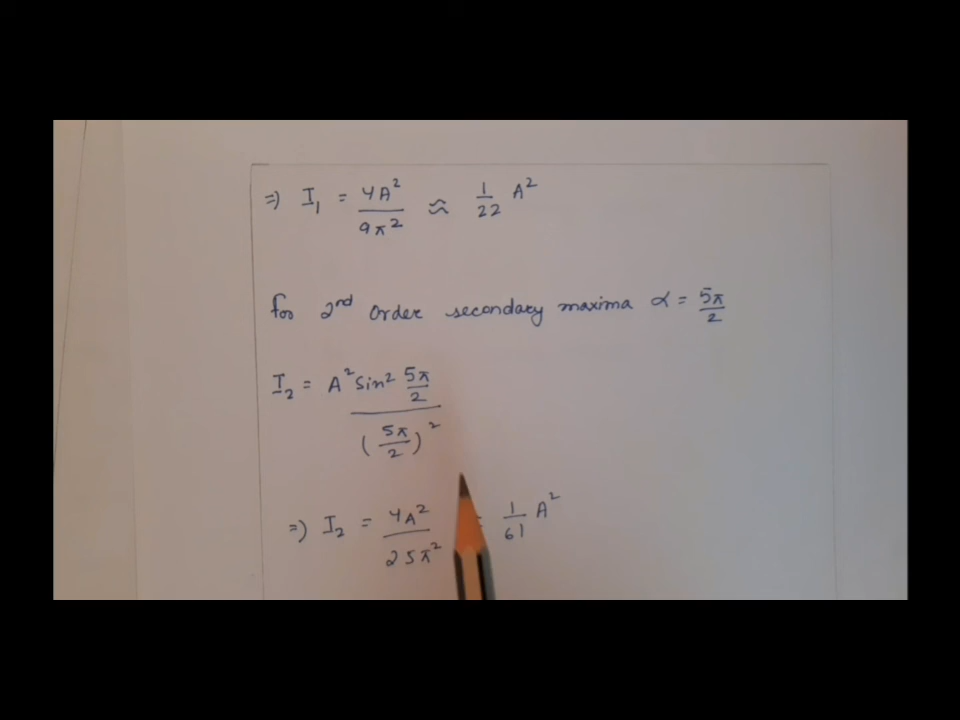 =) I₁ = 4A² / 9π² ≈ 1/22 A²
for 2nd Order secondary maxima α = 5π/2
I₂ = A² Sin² 5π/2 / (5π/2)²
=) I₂ = 4A² / 25π² = 1/61 A²